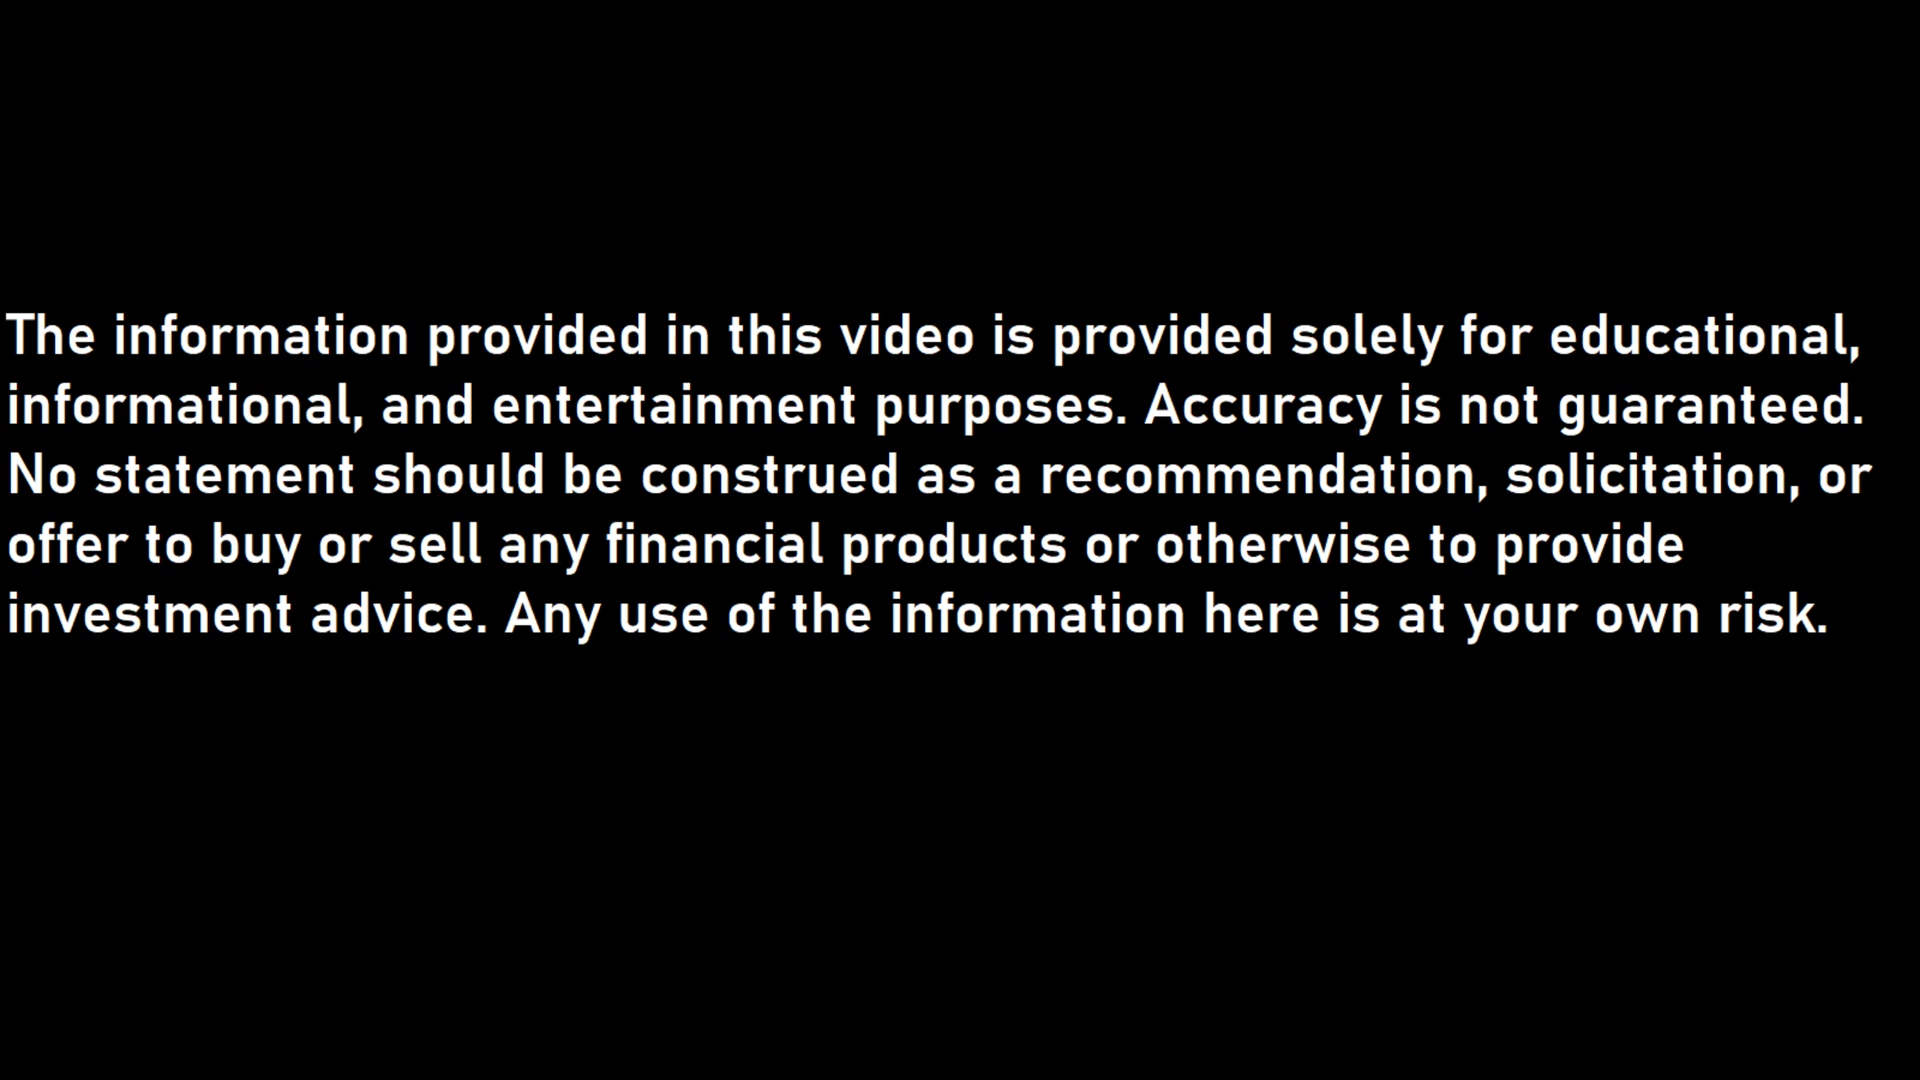 The information provided in this video is provided solely for educational,
informational, and entertainment purposes. Accuracy is not guaranteed.
No statement should be construed as a recommendation, solicitation, or
offer to buy or sell any financial products or otherwise to provide
investment advice. Any use of the information here is at your own risk.